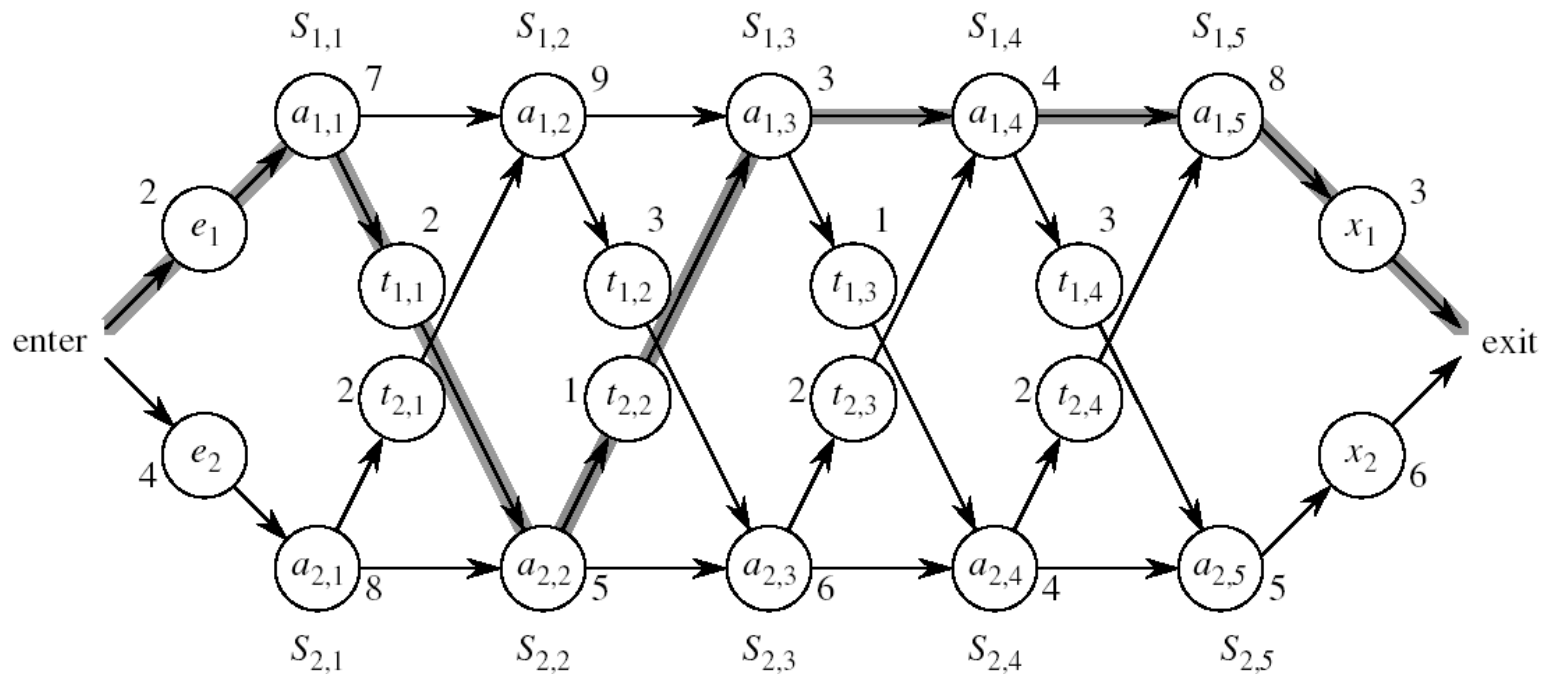 S1,1 S1,2 S1,3 S1,4 S1,5
7 9 3 4 8
a1,1 a1,2 a1,3 a1,4 a1,5
2 3
e1 x1
2 3 1 3
t1,1 t1,2 t1,3 t1,4
enter exit
2 t2,1 1 t2,2 2 t2,3 2 t2,4
e2 x2
4 6
a2,1 a2,2 a2,3 a2,4 a2,5
8 5 6 4 5
S2,1 S2,2 S2,3 S2,4 S2,5